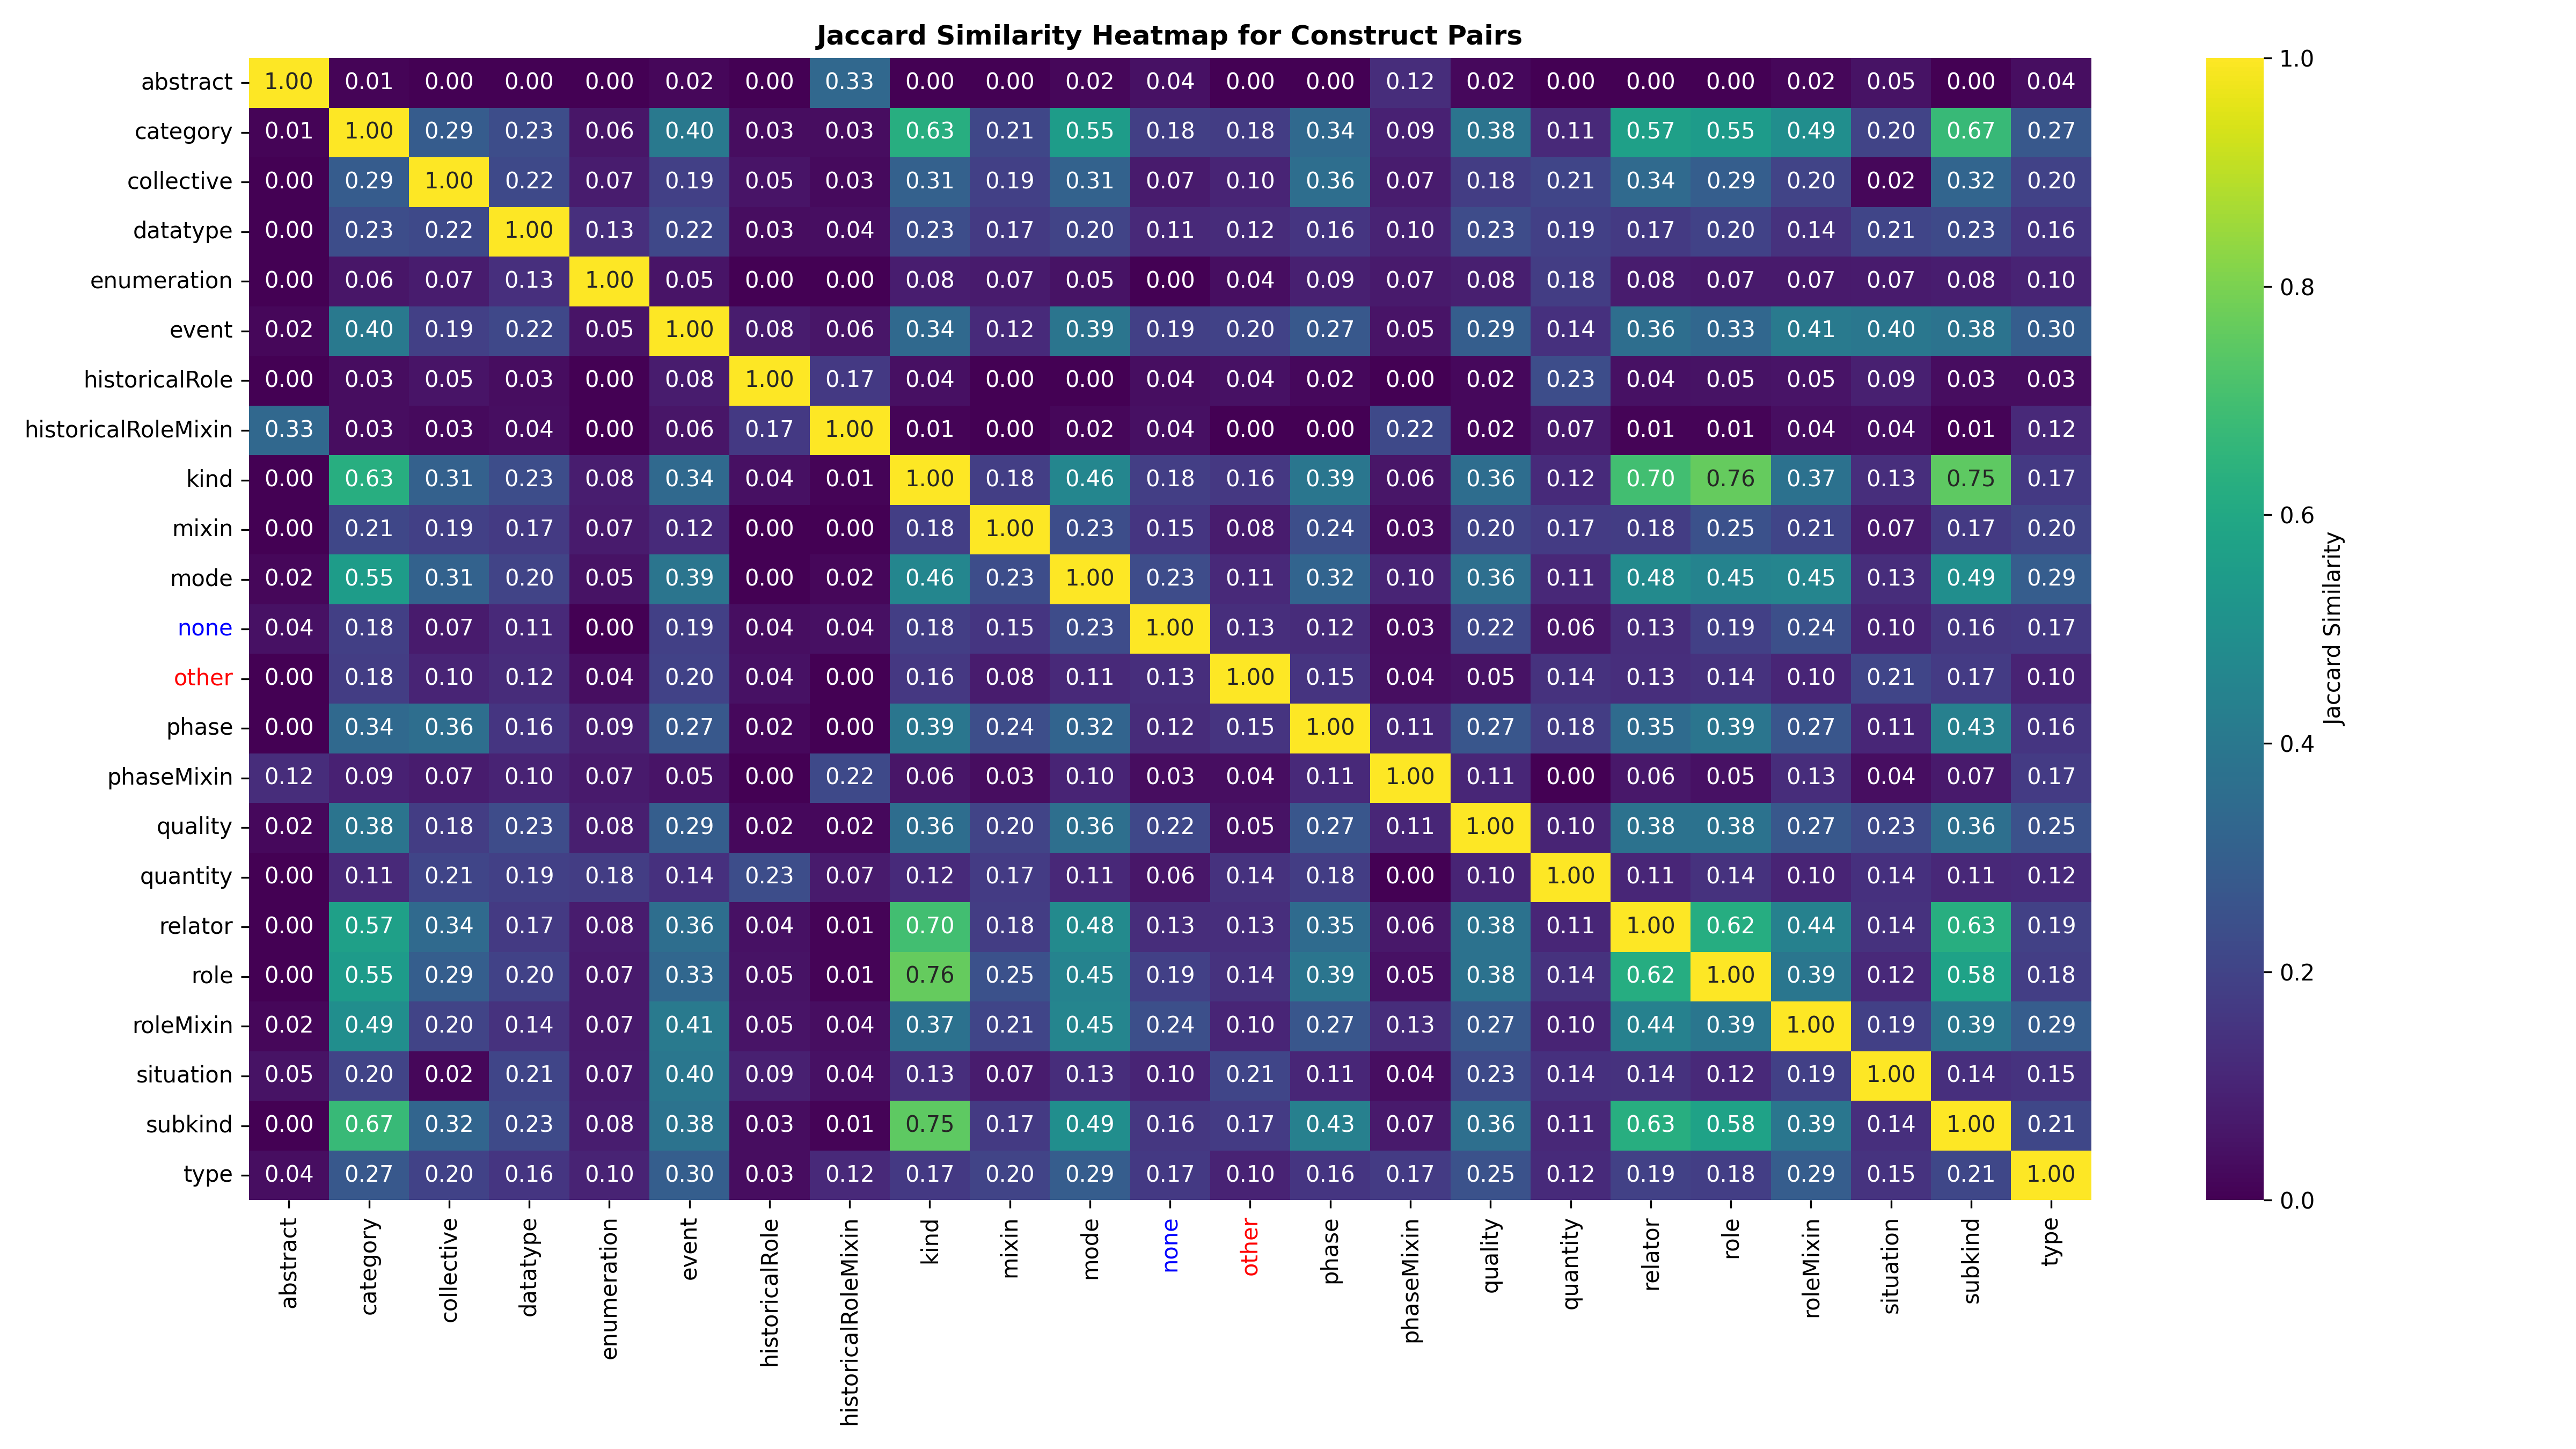 Jaccard Similarity Heatmap for Construct Pairs
abstract 1.00 0.01 0.00 0.00 0.00 0.02 0.00 0.33 0.00 0.00 0.02 0.04 0.00 0.00 0.12 0.02 0.00 0.00 0.00 0.02 0.05 0.00 0.04
category 0.01 1.00 0.29 0.23 0.06 0.40 0.03 0.03 0.63 0.21 0.55 0.18 0.18 0.34 0.09 0.38 0.11 0.57 0.55 0.49 0.20 0.67 0.27
collective 0.00 0.29 1.00 0.22 0.07 0.19 0.05 0.03 0.31 0.19 0.31 0.07 0.10 0.36 0.07 0.18 0.21 0.34 0.29 0.20 0.02 0.32 0.20
datatype 0.00 0.23 0.22 1.00 0.13 0.22 0.03 0.04 0.23 0.17 0.20 0.11 0.12 0.16 0.10 0.23 0.19 0.17 0.20 0.14 0.21 0.23 0.16
enumeration 0.00 0.06 0.07 0.13 1.00 0.05 0.00 0.00 0.08 0.07 0.05 0.00 0.04 0.09 0.07 0.08 0.18 0.08 0.07 0.07 0.07 0.08 0.10
event 0.02 0.40 0.19 0.22 0.05 1.00 0.08 0.06 0.34 0.12 0.39 0.19 0.20 0.27 0.05 0.29 0.14 0.36 0.33 0.41 0.40 0.38 0.30
historicalRole 0.00 0.03 0.05 0.03 0.00 0.08 1.00 0.17 0.04 0.00 0.00 0.04 0.04 0.02 0.00 0.02 0.23 0.04 0.05 0.05 0.09 0.03 0.03
historicalRoleMixin 0.33 0.03 0.03 0.04 0.00 0.06 0.17 1.00 0.01 0.00 0.02 0.04 0.00 0.00 0.22 0.02 0.07 0.01 0.01 0.04 0.04 0.01 0.12
kind 0.00 0.63 0.31 0.23 0.08 0.34 0.04 0.01 1.00 0.18 0.46 0.18 0.16 0.39 0.06 0.36 0.12 0.70 0.76 0.37 0.13 0.75 0.17
mixin 0.00 0.21 0.19 0.17 0.07 0.12 0.00 0.00 0.18 1.00 0.23 0.15 0.08 0.24 0.03 0.20 0.17 0.18 0.25 0.21 0.07 0.17 0.20
mode 0.02 0.55 0.31 0.20 0.05 0.39 0.00 0.02 0.46 0.23 1.00 0.23 0.11 0.32 0.10 0.36 0.11 0.48 0.45 0.45 0.13 0.49 0.29
none 0.04 0.18 0.07 0.11 0.00 0.19 0.04 0.04 0.18 0.15 0.23 1.00 0.13 0.12 0.03 0.22 0.06 0.13 0.19 0.24 0.10 0.16 0.17
other 0.00 0.18 0.10 0.12 0.04 0.20 0.04 0.00 0.16 0.08 0.11 0.13 1.00 0.15 0.04 0.05 0.14 0.13 0.14 0.10 0.21 0.17 0.10
phase 0.00 0.34 0.36 0.16 0.09 0.27 0.02 0.00 0.39 0.24 0.32 0.12 0.15 1.00 0.11 0.27 0.18 0.35 0.39 0.27 0.11 0.43 0.16
phaseMixin 0.12 0.09 0.07 0.10 0.07 0.05 0.00 0.22 0.06 0.03 0.10 0.03 0.04 0.11 1.00 0.11 0.00 0.06 0.05 0.13 0.04 0.07 0.17
quality 0.02 0.38 0.18 0.23 0.08 0.29 0.02 0.02 0.36 0.20 0.36 0.22 0.05 0.27 0.11 1.00 0.10 0.38 0.38 0.27 0.23 0.36 0.25
quantity 0.00 0.11 0.21 0.19 0.18 0.14 0.23 0.07 0.12 0.17 0.11 0.06 0.14 0.18 0.00 0.10 1.00 0.11 0.14 0.10 0.14 0.11 0.12
relator 0.00 0.57 0.34 0.17 0.08 0.36 0.04 0.01 0.70 0.18 0.48 0.13 0.13 0.35 0.06 0.38 0.11 1.00 0.62 0.44 0.14 0.63 0.19
role 0.00 0.55 0.29 0.20 0.07 0.33 0.05 0.01 0.76 0.25 0.45 0.19 0.14 0.39 0.05 0.38 0.14 0.62 1.00 0.39 0.12 0.58 0.18
roleMixin 0.02 0.49 0.20 0.14 0.07 0.41 0.05 0.04 0.37 0.21 0.45 0.24 0.10 0.27 0.13 0.27 0.10 0.44 0.39 1.00 0.19 0.39 0.29
situation 0.05 0.20 0.02 0.21 0.07 0.40 0.09 0.04 0.13 0.07 0.13 0.10 0.21 0.11 0.04 0.23 0.14 0.14 0.12 0.19 1.00 0.14 0.15
subkind 0.00 0.67 0.32 0.23 0.08 0.38 0.03 0.01 0.75 0.17 0.49 0.16 0.17 0.43 0.07 0.36 0.11 0.63 0.58 0.39 0.14 1.00 0.21
type 0.04 0.27 0.20 0.16 0.10 0.30 0.03 0.12 0.17 0.20 0.29 0.17 0.10 0.16 0.17 0.25 0.12 0.19 0.18 0.29 0.15 0.21 1.00
abstract
category
collective
datatype
enumeration
event
historicalRole
historicalRoleMixin
kind
mixin
mode
none
other
phase
phaseMixin
quality
quantity
relator
role
roleMixin
situation
subkind
type
1.0
0.8
0.6
0.4
0.2
0.0
Jaccard Similarity